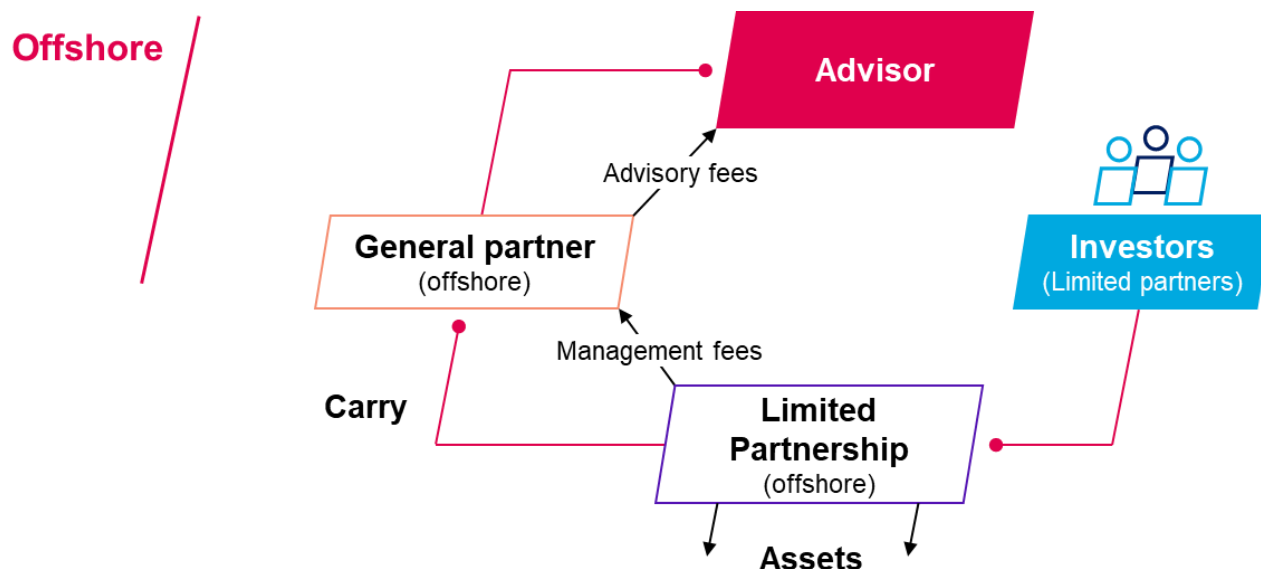 Offshore
Advisor
Advisory fees
General partner
(offshore)
Investors
(Limited partners)
Management fees
Carry
Limited
Partnership
(offshore)
Assets